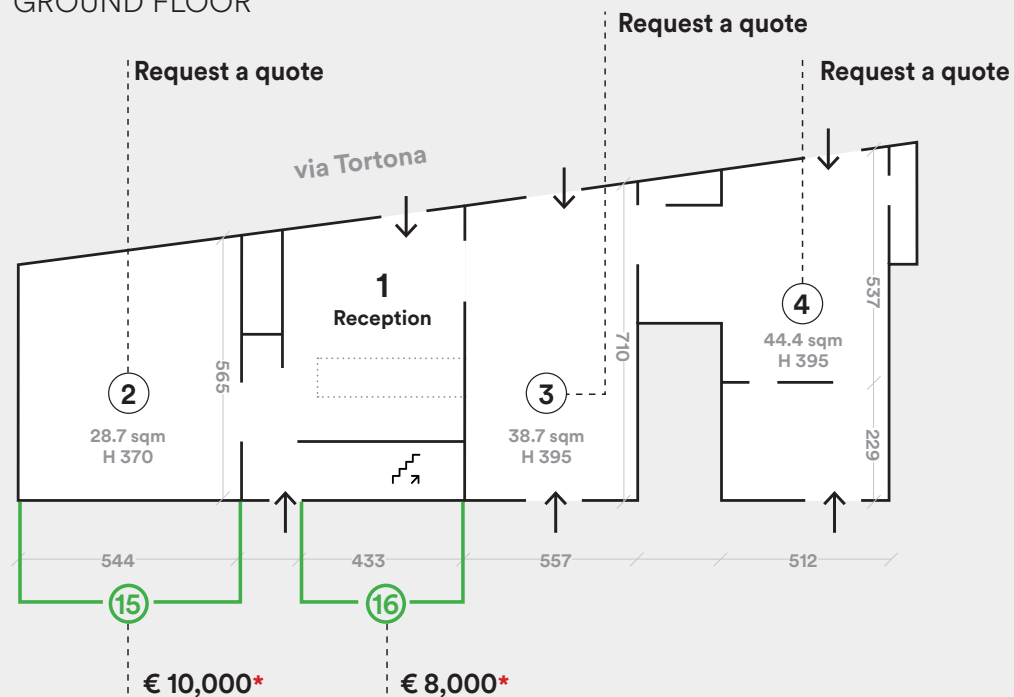 GROUND FLOOR
Request a quote
Request a quote
Request a quote
via Tortona
1
Reception
2
28.7 sqm
H 370
565
3
38.7 sqm
H 395
710
4
44.4 sqm
H 395
537
229
544
433
557
512
15
16
€ 10,000*
€ 8,000*